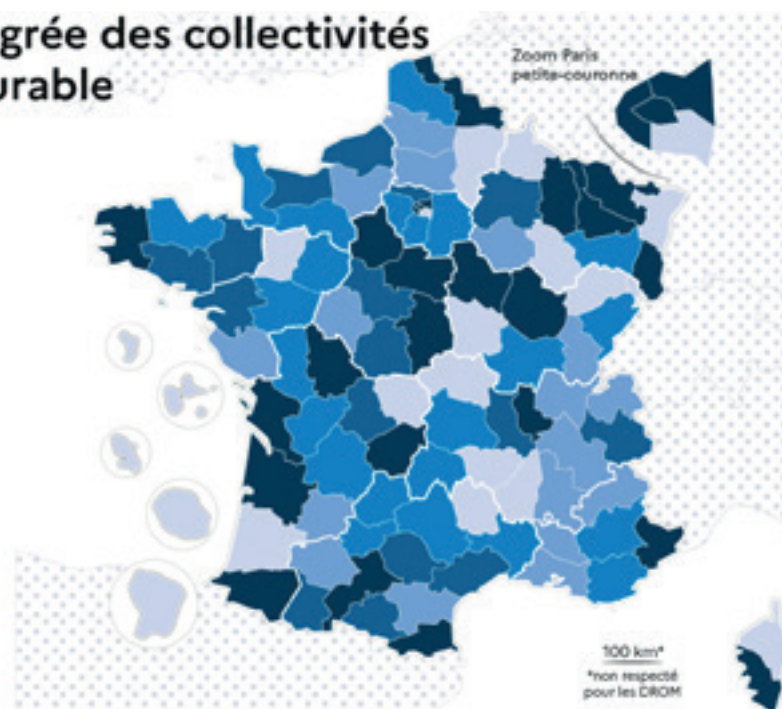 grée des collectivités
urable
Zoom Paris
petite-couronne
100 km*
*non respecté
pour les DROM